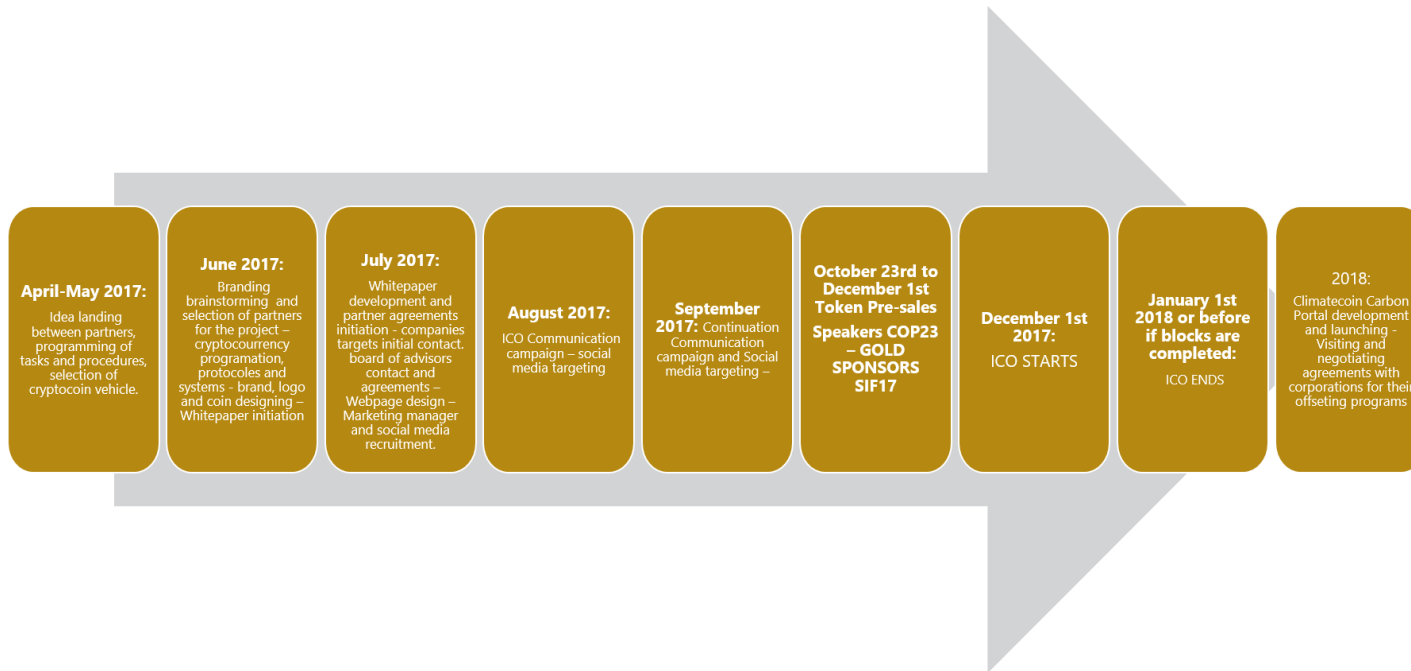 April-May 2017:
Idea landing
between partners,
programming of
tasks and procedures,
selection of
cryptocoin vehicle.
June 2017:
Branding
brainstorming and
selection of partners
for the project –
cryptocourrency
programation,
protocoles and
systems - brand, logo
and coin designing –
Whitepaper initiation
July 2017:
Whitepaper
development and
partner agreements
initiation - companies
targets initial contact.
board of advisors
contact and
agreements –
Webpage design –
Marketing manager
and social media
recruitment.
August 2017:
ICO Communication
campaign – social
media targeting
September
2017: Continuation
Communication
campaign and Social
media targeting –
October 23rd to
December 1st
Token Pre-sales
Speakers COP23
– GOLD
SPONSORS
SIF17
December 1st
2017:
ICO STARTS
January 1st
2018 or before
if blocks are
completed:
ICO ENDS
2018:
Climatecoin Carbon
Portal development
and launching -
Visiting and
negotiating
agreements with
corporations for their
offseting programs